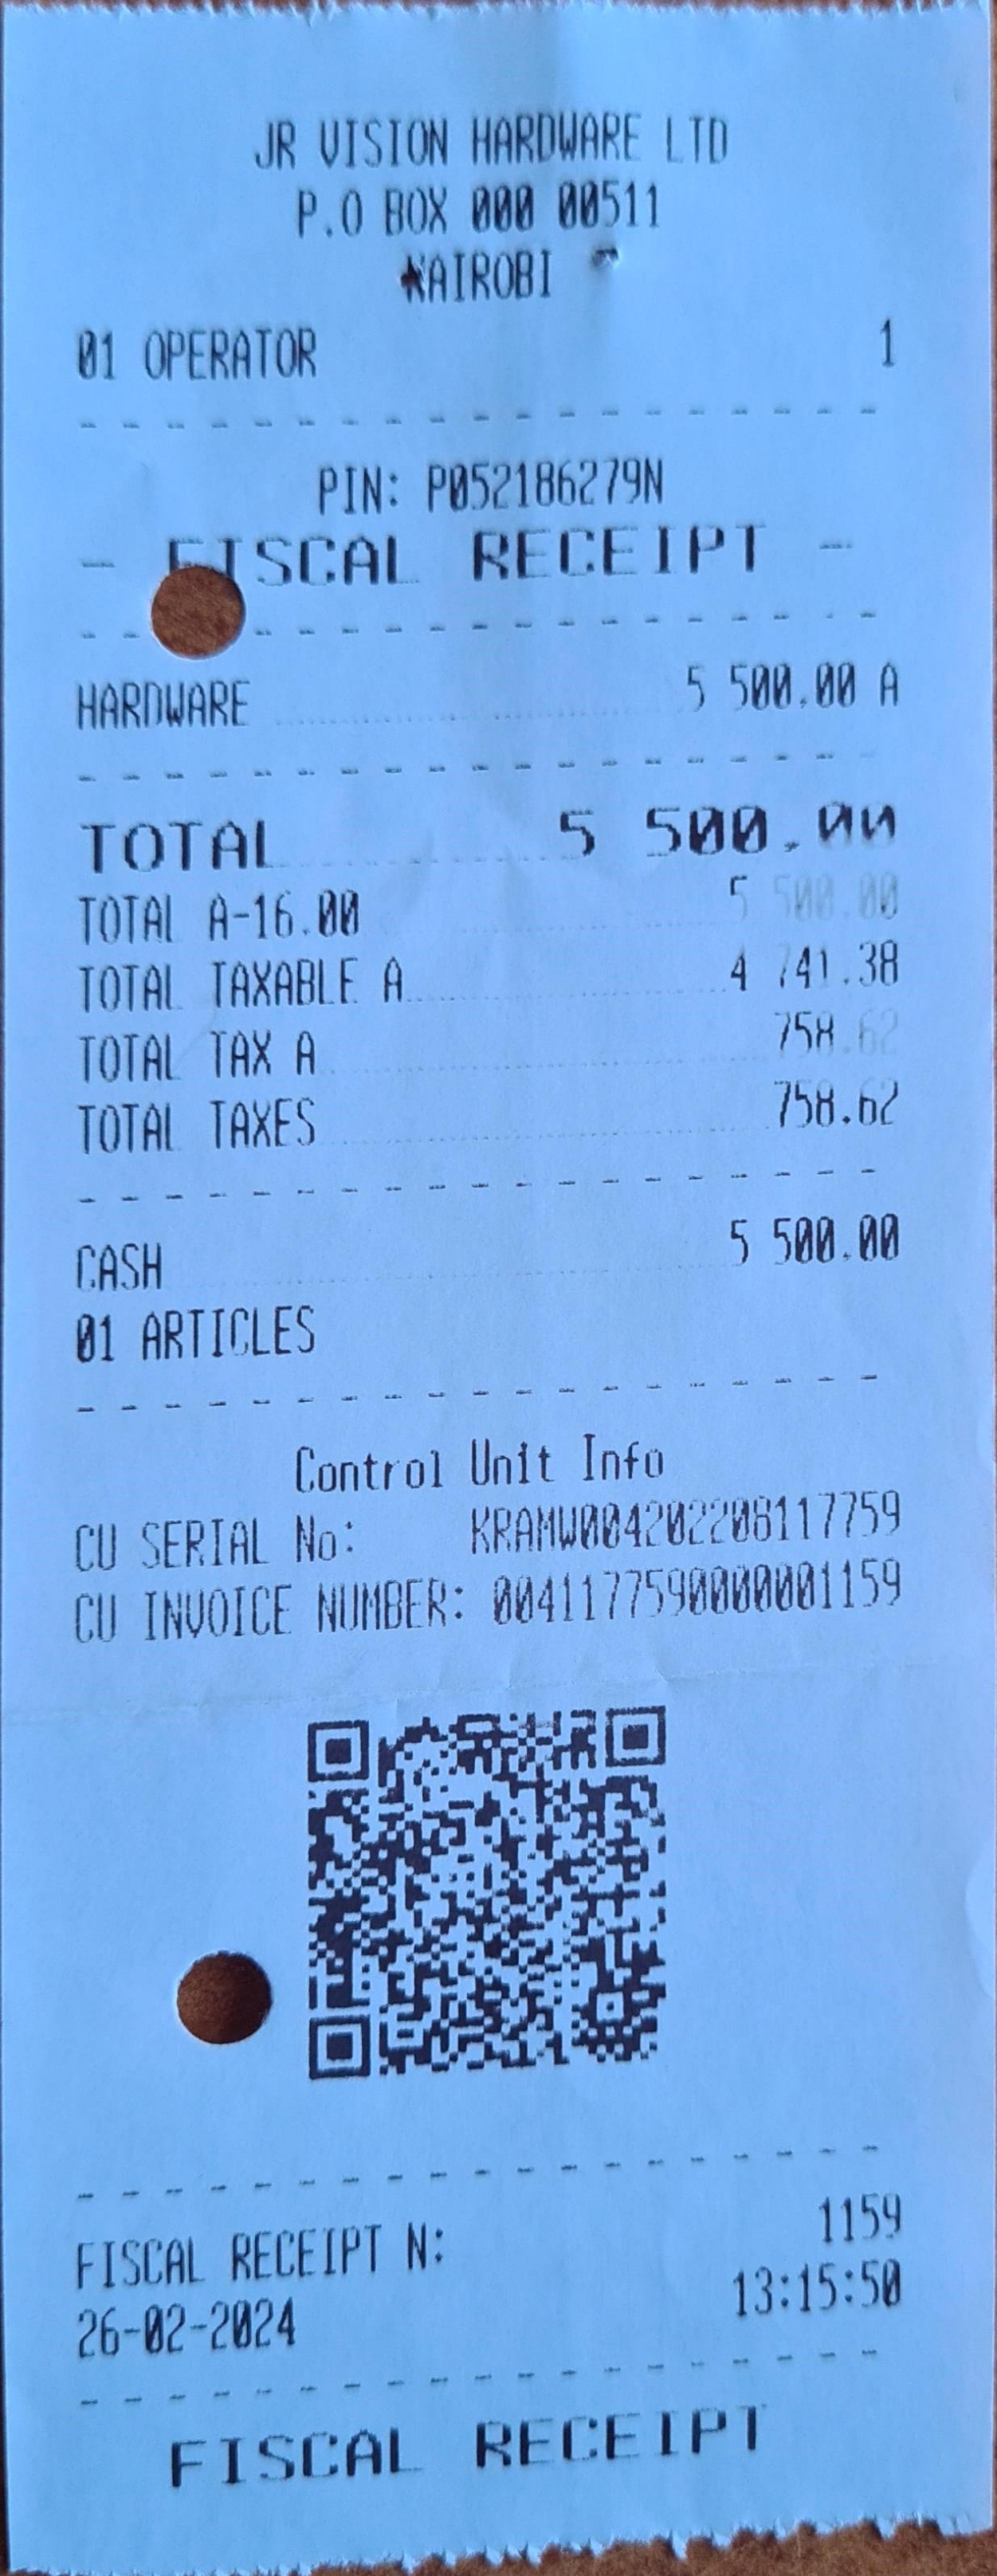 JR VISION HARDWARE LTD
P.O BOX 000 00511
NAIROBI
01 OPERATOR 1
PIN: P052186279N
- FISCAL RECEIPT -
HARDWARE 5 500.00 A
TOTAL 5 500.00
TOTAL A-16.00 5 500.00
TOTAL TAXABLE A 4 741.38
TOTAL TAX A 758.62
TOTAL TAXES 758.62
CASH 5 500.00
01 ARTICLES
Control Unit Info
CU SERIAL No: KRAMW004202208117759
CU INVOICE NUMBER: 0041177590000001159
FISCAL RECEIPT N: 1159
26-02-2024 13:15:50
FISCAL RECEIPT